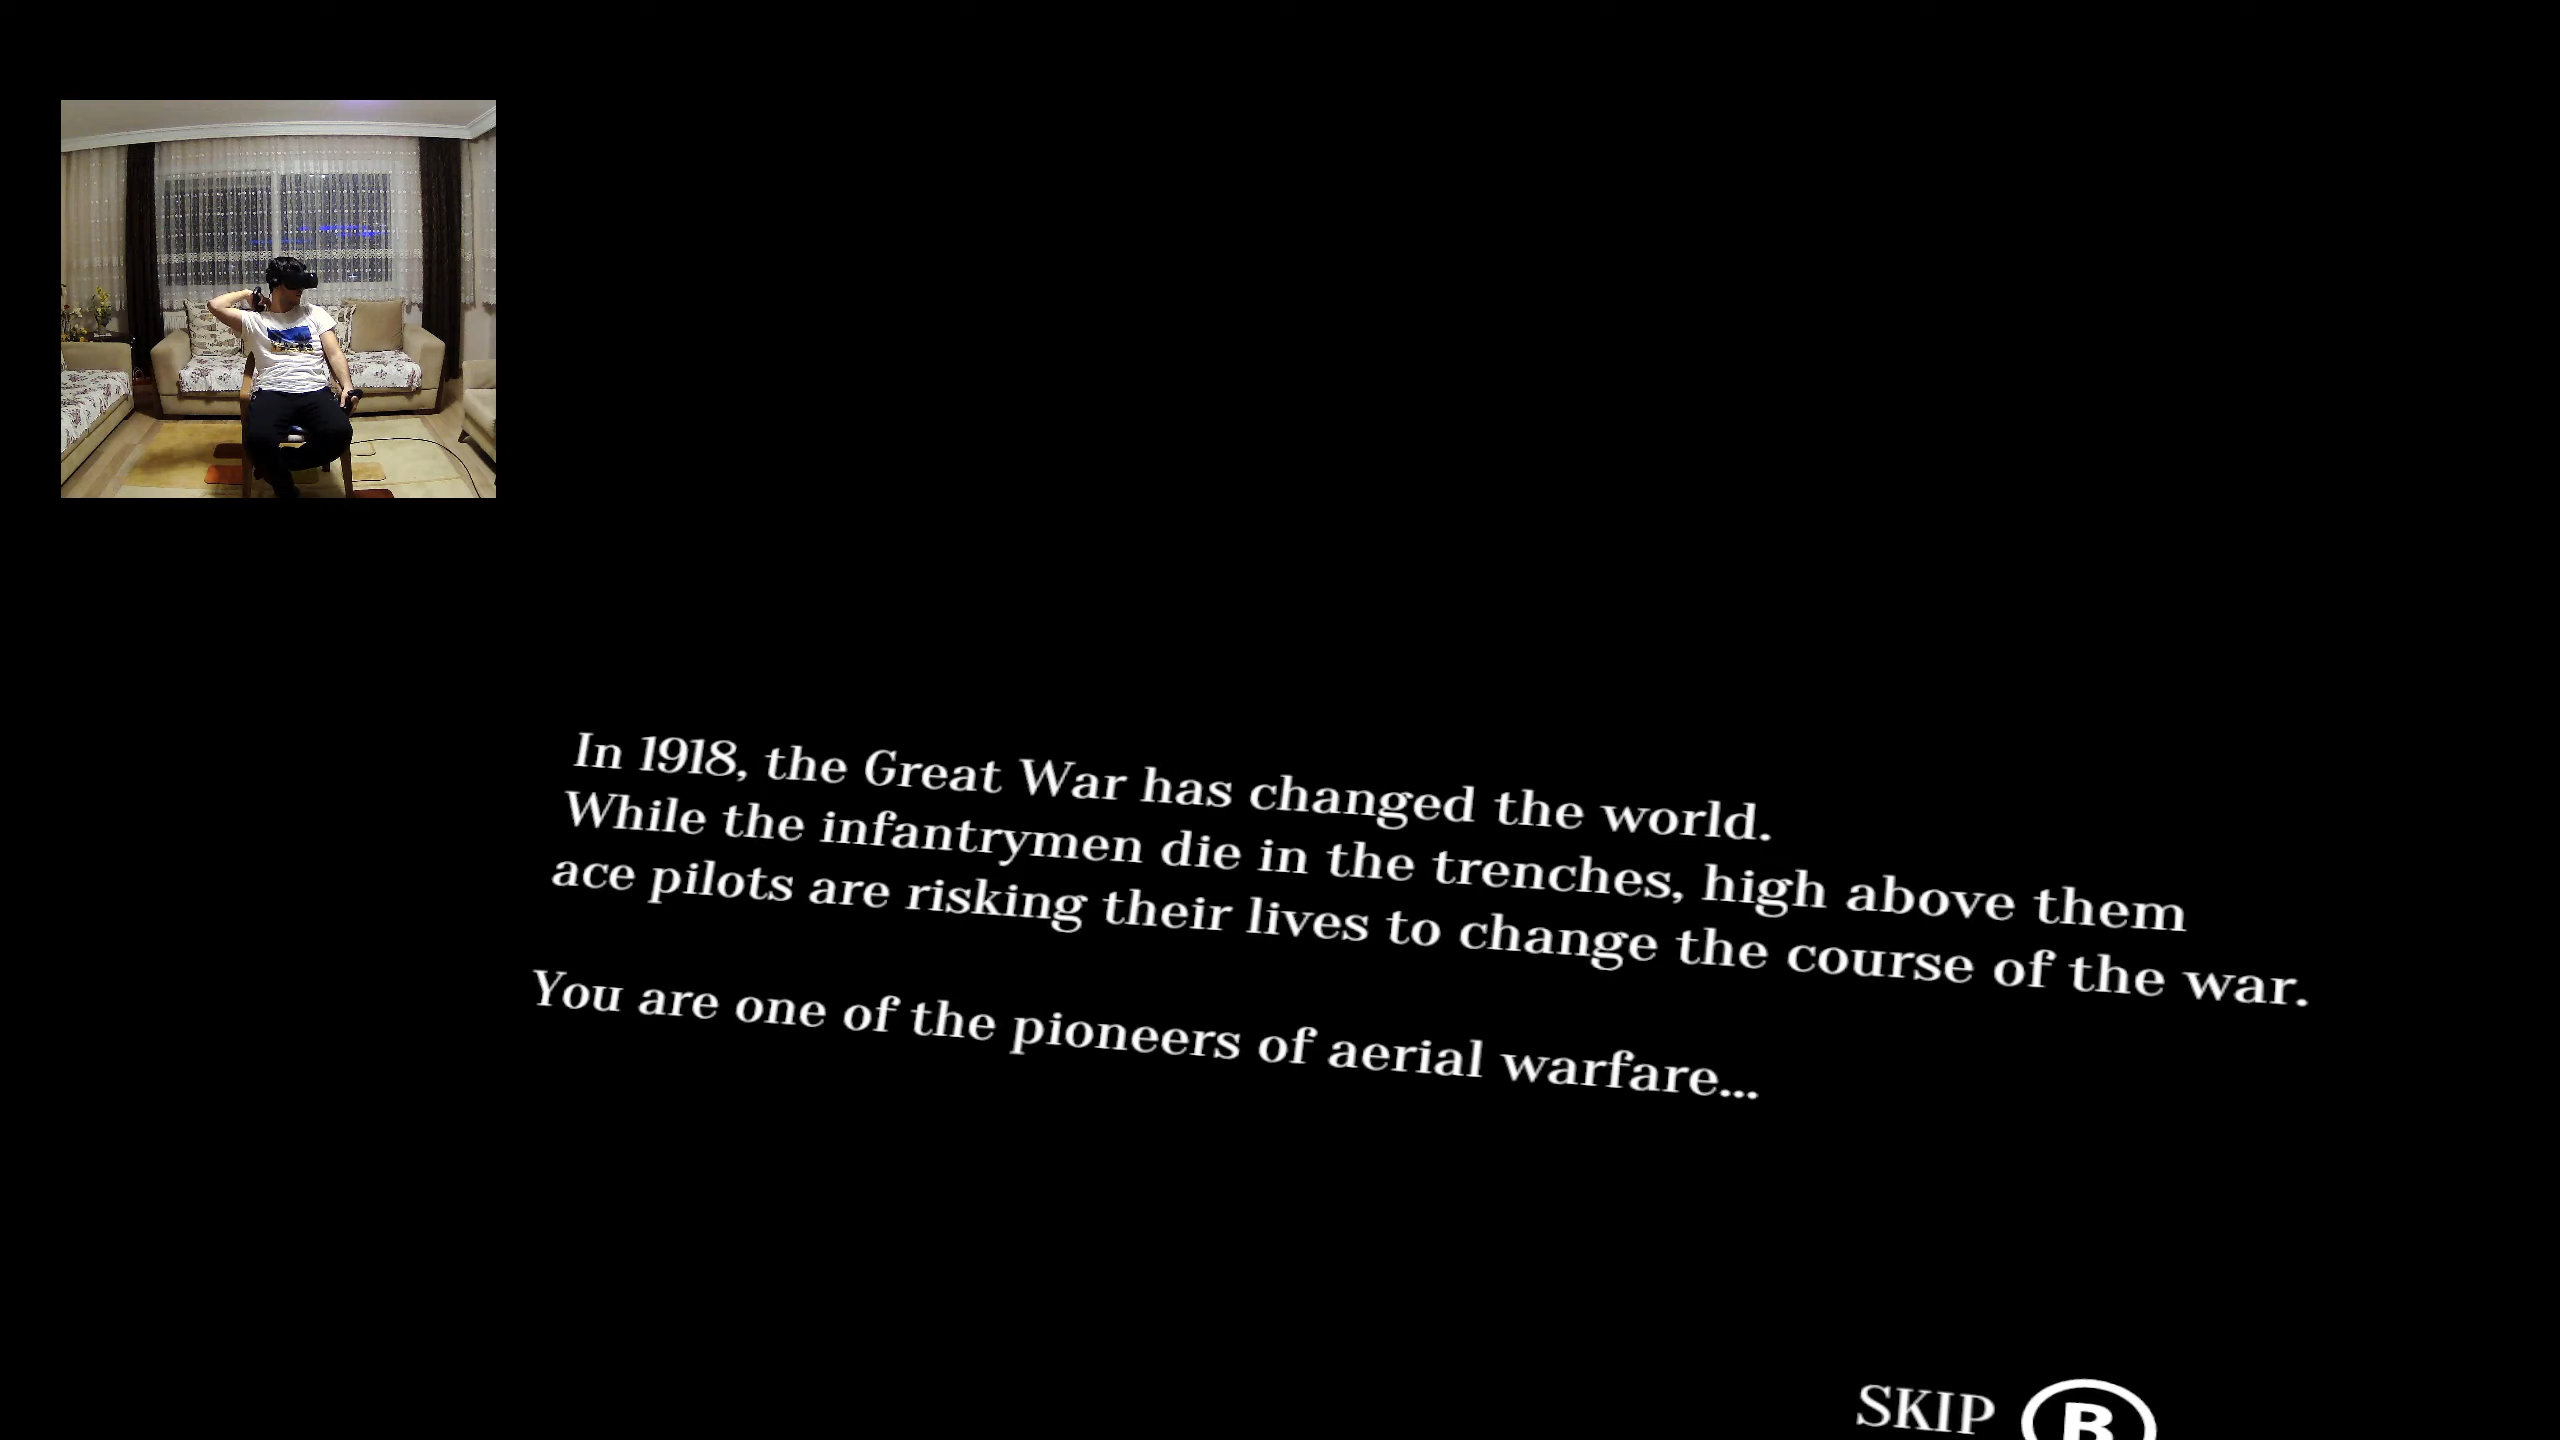 In 1918, the Great War has changed the world.
While the infantrymen die in the trenches, high above them
ace pilots are risking their lives to change the course of the war.
You are one of the pioneers of aerial warfare...
SKIP B